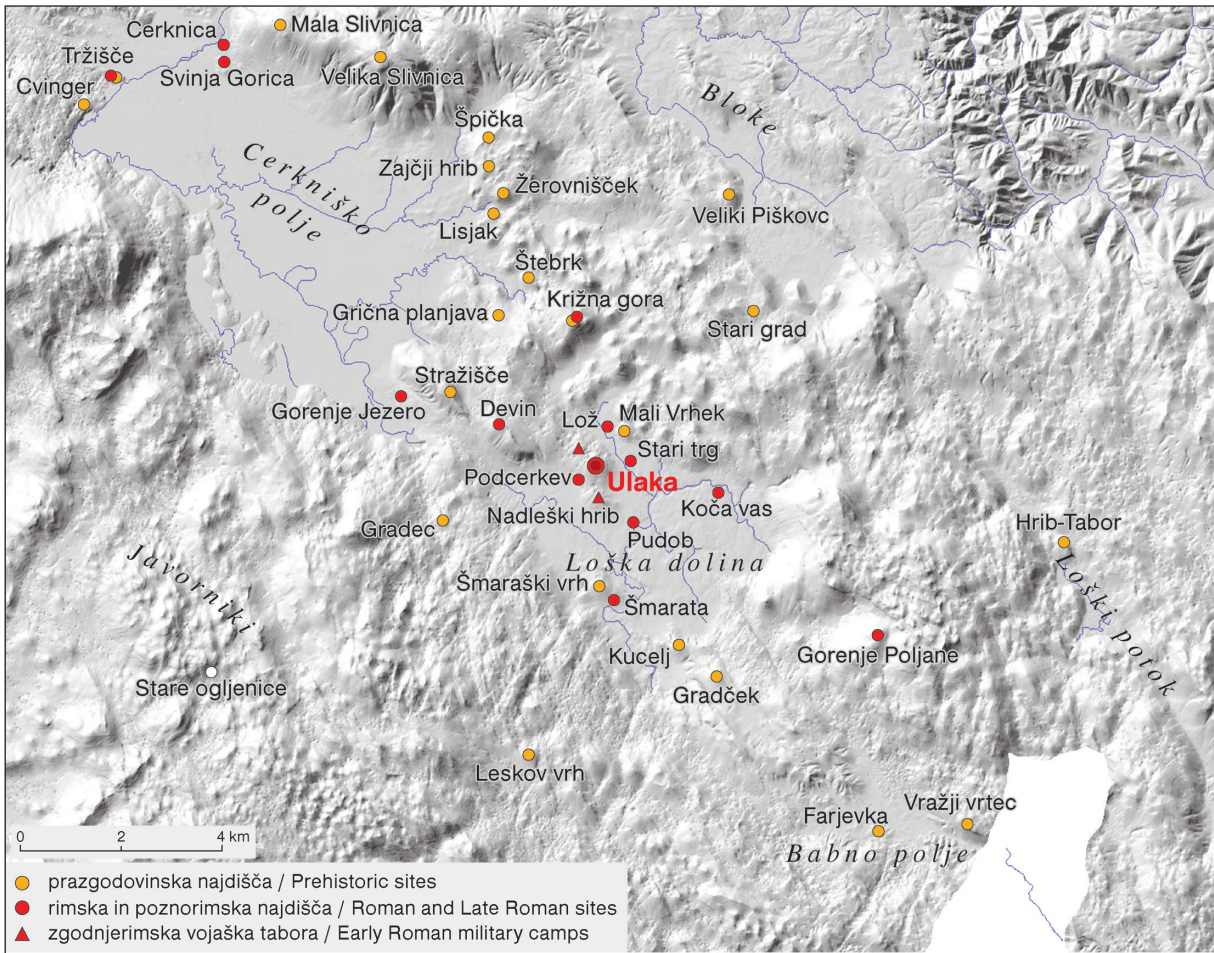 Cerknica
Mala Slivnica
Tržišče
Svinja Gorica
Velika Slivnica
Cvinger
Bloke
Špička
Cerkniško
polje
Zajčji hrib
Žerovnišček
Lisjak
Veliki Piškovc
Štebrk
Križna gora
Grična planjava
Stari grad
Stražišče
Gorenje Jezero
Devin
Lož
Mali Vrhek
Stari trg
Podcerkev
Ulaka
Koča vas
Nadleški hrib
Gradec
Pudob
Hrib-Tabor
Loška dolina
Javorniki
Šmaraški vrh
Šmarata
Loški potok
Kucelj
Gorenje Poljane
Stare ogljenice
Gradček
Leskov vrh
Vražji vrtec
Farjevka
Babno polje
0 2 4 km
prazgodovinska najdišča / Prehistoric sites
rimska in poznorimska najdišča / Roman and Late Roman sites
zgodnjerimska vojaška tabora / Early Roman military camps